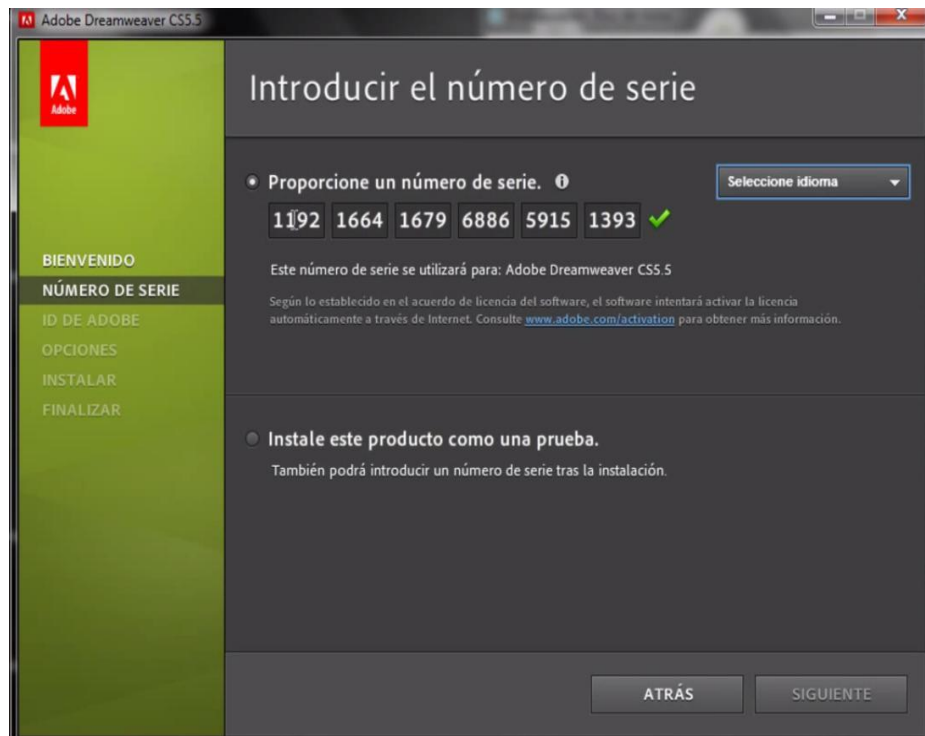 Adobe Dreamweaver CS5.5
Adobe
Introducir el número de serie
Proporcione un número de serie.
Seleccione idioma
1192 1664 1679 6886 5915 1393
Este número de serie se utilizará para: Adobe Dreamweaver CS5.5
Según lo establecido en el acuerdo de licencia del software, el software intentará activar la licencia
automáticamente a través de Internet. Consulte www.adobe.com/activation para obtener más información.
BIENVENIDO
NÚMERO DE SERIE
ID DE ADOBE
OPCIONES
INSTALAR
FINALIZAR
Instale este producto como una prueba.
También podrá introducir un número de serie tras la instalación.
ATRÁS
SIGUIENTE